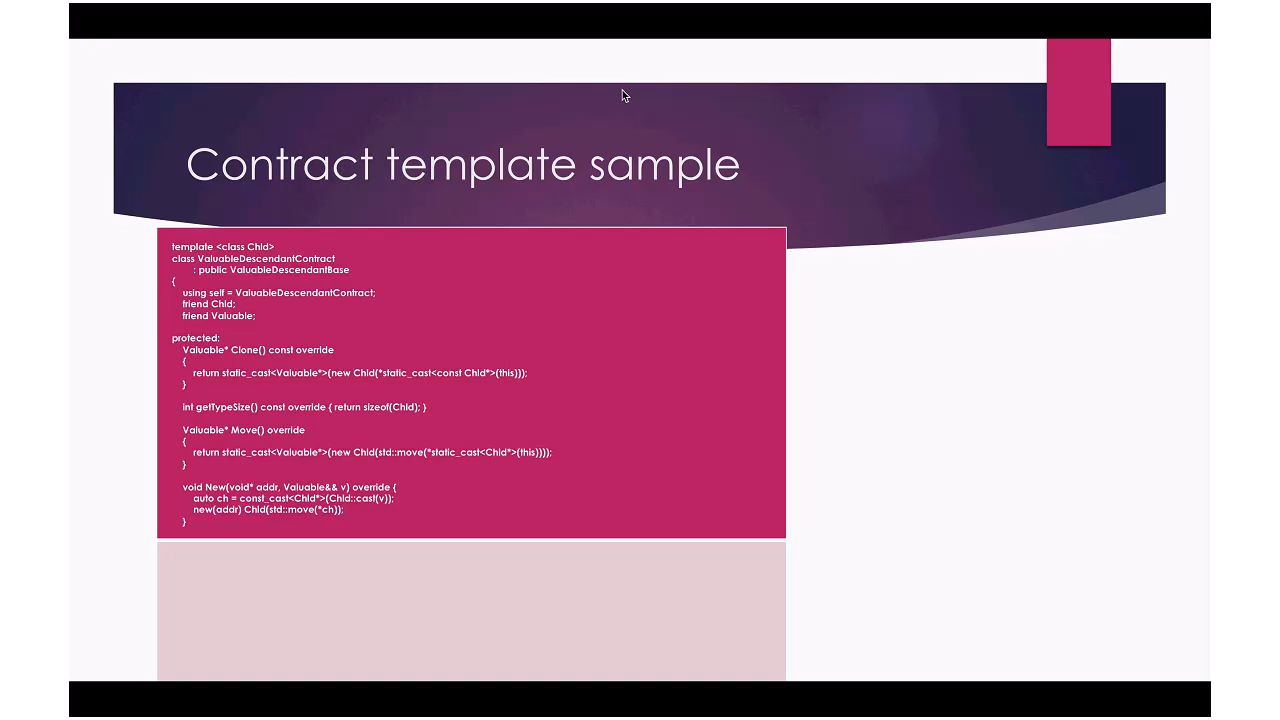 Contract template sample
template <class Chld>
class ValuableDescendantContract
: public ValuableDescendantBase
{
using self = ValuableDescendantContract;
friend Chld;
friend Valuable;
protected:
Valuable* Clone() const override
{
return static_cast<Valuable*>(new Chld(*static_cast<const Chld*>(this)));
}
int getTypeSize() const override { return sizeof(Chld); }
Valuable* Move() override
{
return static_cast<Valuable*>(new Chld(std::move(*static_cast<Chld*>(this))));
}
void New(void* addr, Valuable&& v) override {
auto ch = const_cast<Chld*>(Chld::cast(v));
new(addr) Chld(std::move(*ch));
}